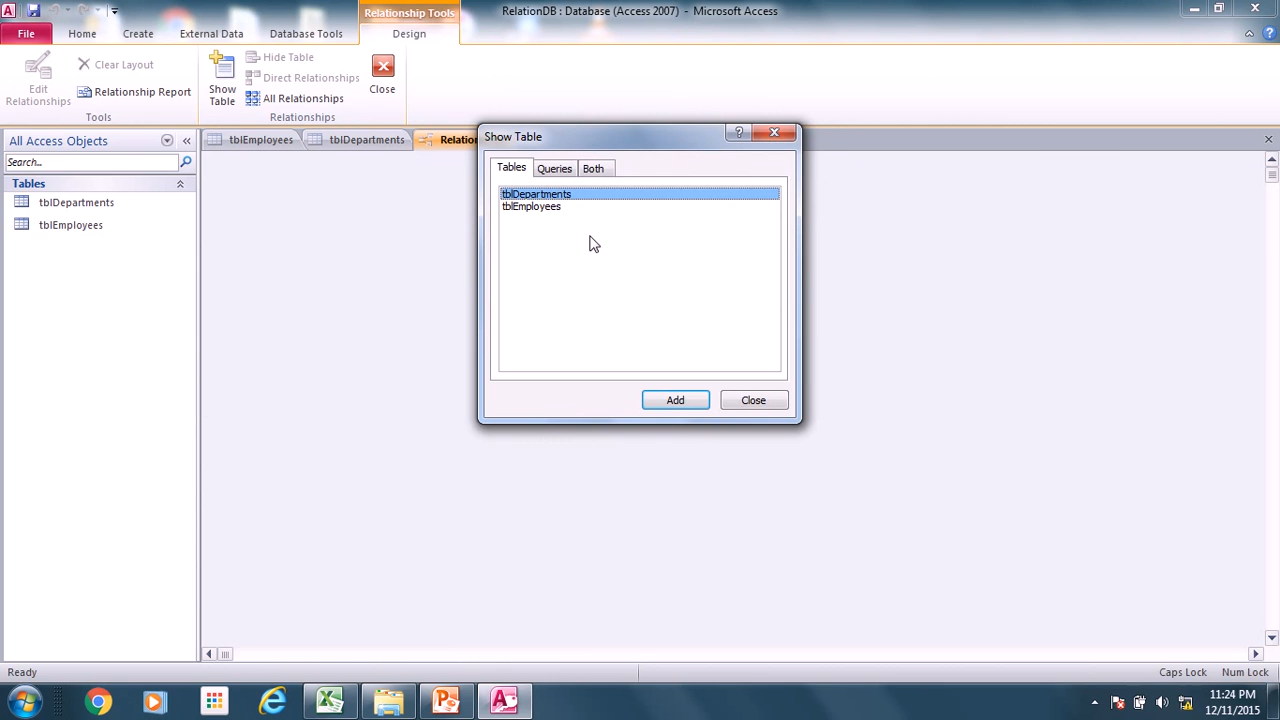 Relationship Tools
RelationDB : Database (Access 2007) - Microsoft Access
File Home Create External Data Database Tools Design
Edit Relationships
Clear Layout
Relationship Report
Tools
Show Table
Hide Table
Direct Relationships
All Relationships
Close
Relationships
All Access Objects
Search...
Tables
tblDepartments
tblEmployees
tblEmployees tblDepartments Relation
Show Table
Tables Queries Both
tblDepartments
tblEmployees
Add Close
Ready
Caps Lock Num Lock
11:24 PM
12/11/2015